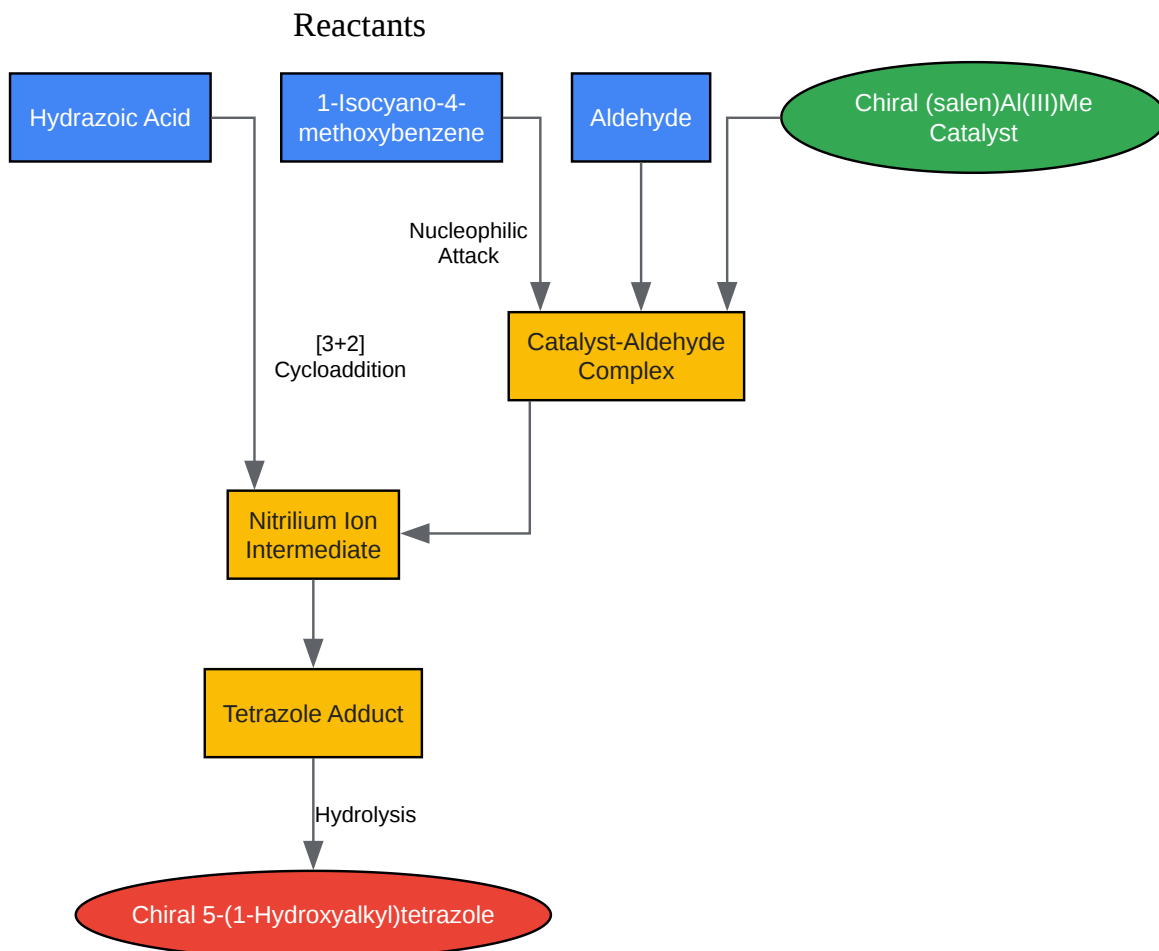 Reactants
Hydrazoic Acid
1-Isocyano-4-
methoxybenzene
Aldehyde
Chiral (salen)Al(III)Me
Catalyst
Nucleophilic
Attack
[3+2]
Cycloaddition
Catalyst-Aldehyde
Complex
Nitrilium Ion
Intermediate
Tetrazole Adduct
Hydrolysis
Chiral 5-(1-Hydroxyalkyl)tetrazole